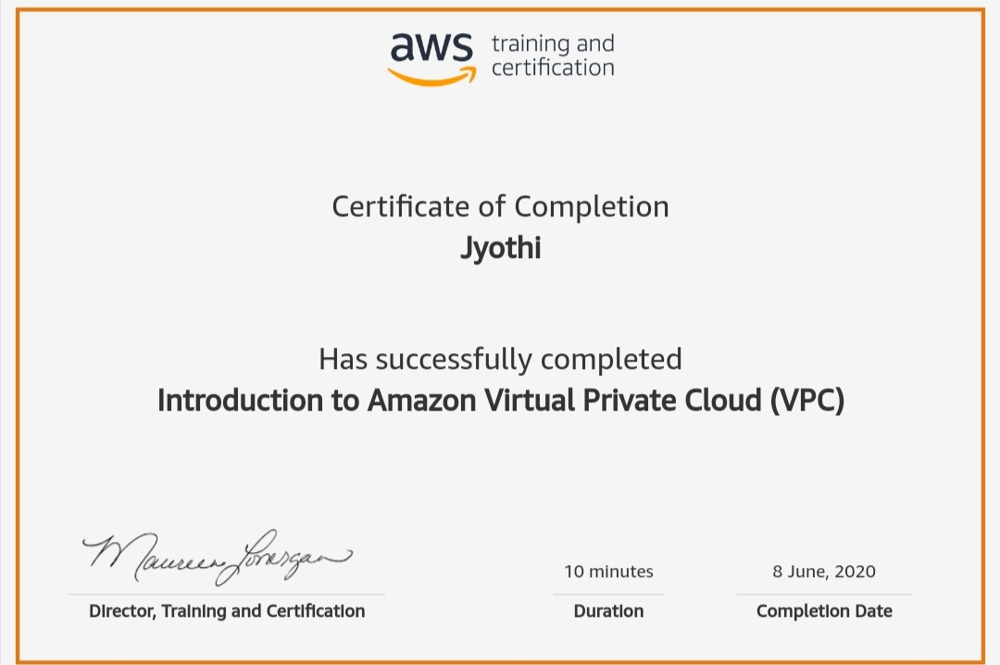 aws training and
certification
Certificate of Completion
Jyothi
Has successfully completed
Introduction to Amazon Virtual Private Cloud (VPC)
Maureen Lonergan
Director, Training and Certification
10 minutes
Duration
8 June, 2020
Completion Date